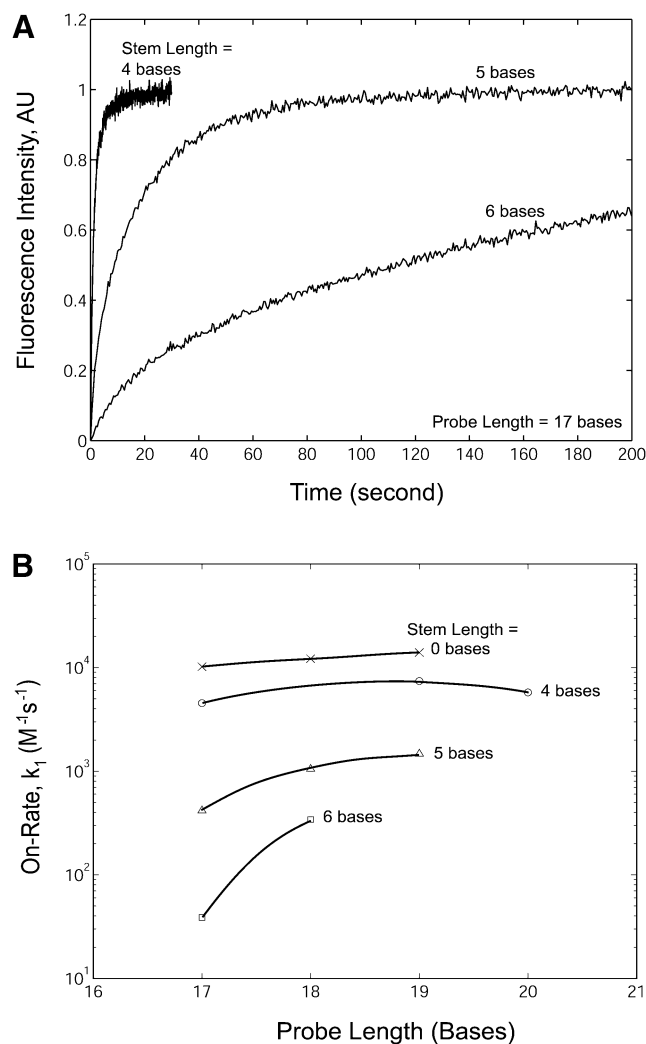 A
1.2
Stem Length =
4 bases
5 bases
1
0.8
6 bases
0.6
0.4
0.2
Probe Length = 17 bases
0
0 20 40 60 80 100 120 140 160 180 200
Fluorescence Intensity, AU
Time (second)
B
10^5
Stem Length =
0 bases
10^4
4 bases
5 bases
10^3
6 bases
10^2
10^1
16 17 18 19 20 21
On-Rate, k_1 (M^-1s^-1)
Probe Length (Bases)